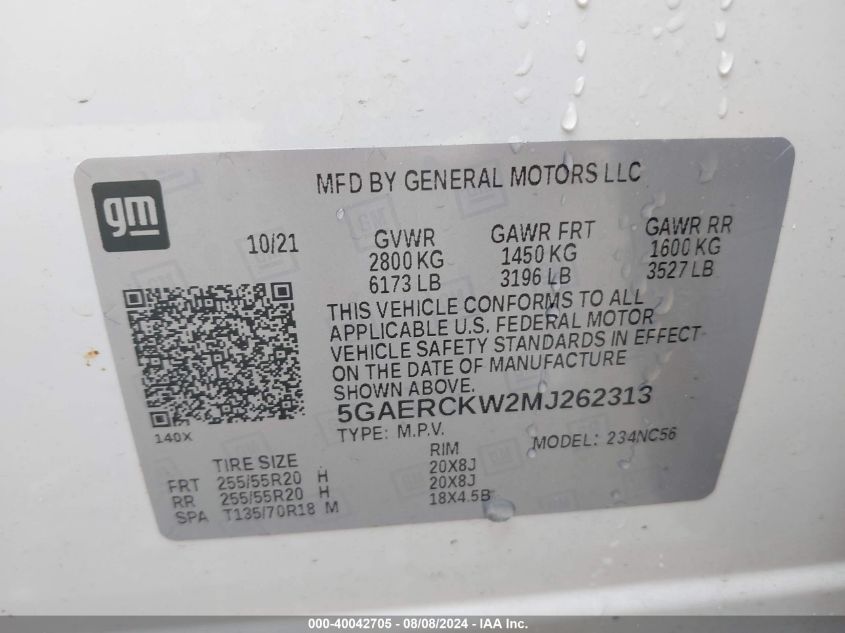 MFD BY GENERAL MOTORS LLC
gm
10/21
GVWR
2800 KG
6173 LB
GAWR FRT
1450 KG
3196 LB
GAWR RR
1600 KG
3527 LB
THIS VEHICLE CONFORMS TO ALL
APPLICABLE U.S. FEDERAL MOTOR
VEHICLE SAFETY STANDARDS IN EFFECT
ON THE DATE OF MANUFACTURE
SHOWN ABOVE.
5GAERCKW2MJ262313
140X
TYPE: M.P.V.
MODEL: 234NC56
TIRE SIZE
RIM
FRT 255/55R20 H 20X8J
RR 255/55R20 H 20X8J
SPA T135/70R18 M 18X4.5B
000-40042705 - 08/08/2024 - IAA Inc.